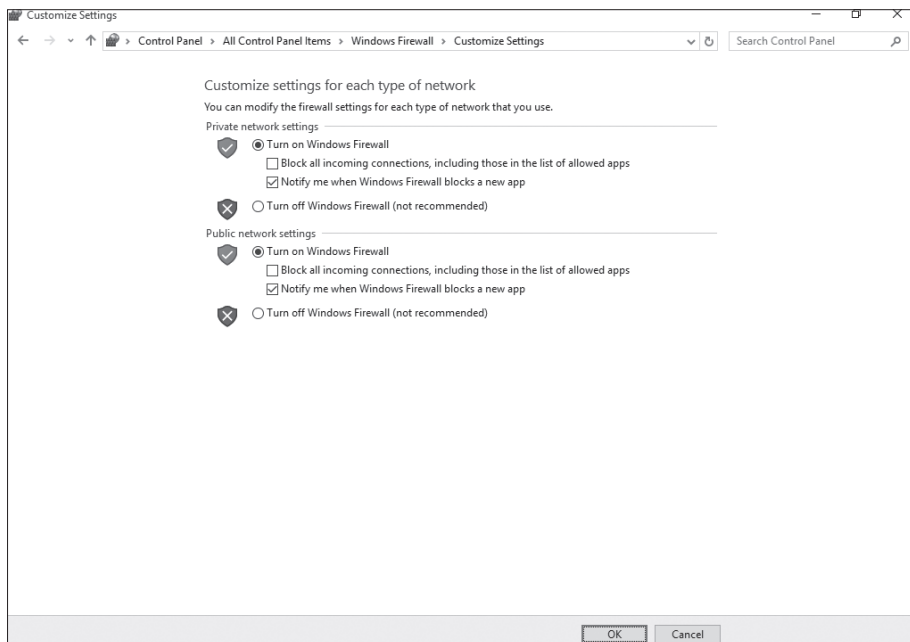 Customize Settings
Control Panel > All Control Panel Items > Windows Firewall > Customize Settings
Search Control Panel
Customize settings for each type of network
You can modify the firewall settings for each type of network that you use.
Private network settings
Turn on Windows Firewall
Block all incoming connections, including those in the list of allowed apps
Notify me when Windows Firewall blocks a new app
Turn off Windows Firewall (not recommended)
Public network settings
Turn on Windows Firewall
Block all incoming connections, including those in the list of allowed apps
Notify me when Windows Firewall blocks a new app
Turn off Windows Firewall (not recommended)
OK Cancel